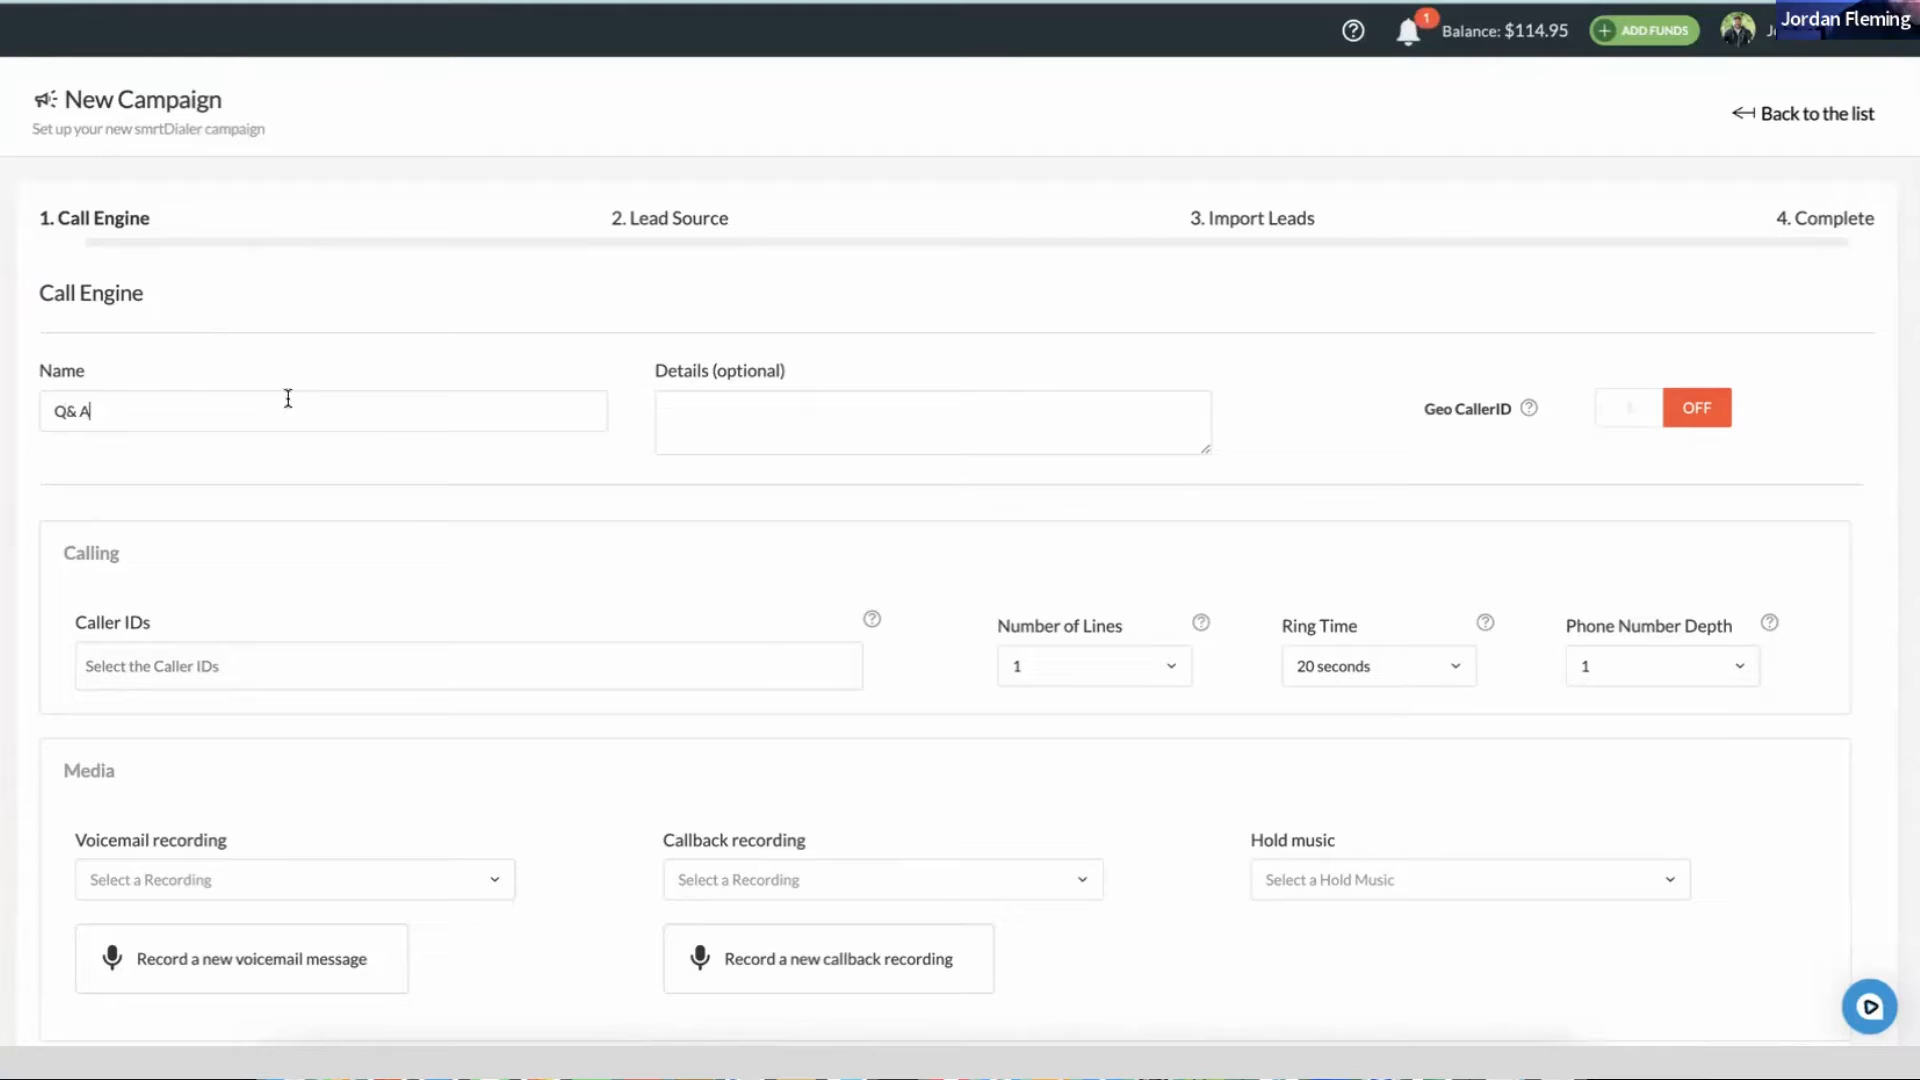 Jordan Fleming
1
Balance: $114.95
ADD FUNDS
New Campaign
Set up your new smrtDialer campaign
Back to the list
1. Call Engine
2. Lead Source
3. Import Leads
4. Complete
Call Engine
Name
Details (optional)
Q& A
Geo CallerID
OFF
Calling
Caller IDs
Number of Lines
Ring Time
Phone Number Depth
Select the Caller IDs
1
20 seconds
1
Media
Voicemail recording
Callback recording
Hold music
Select a Recording
Select a Recording
Select a Hold Music
Record a new voicemail message
Record a new callback recording